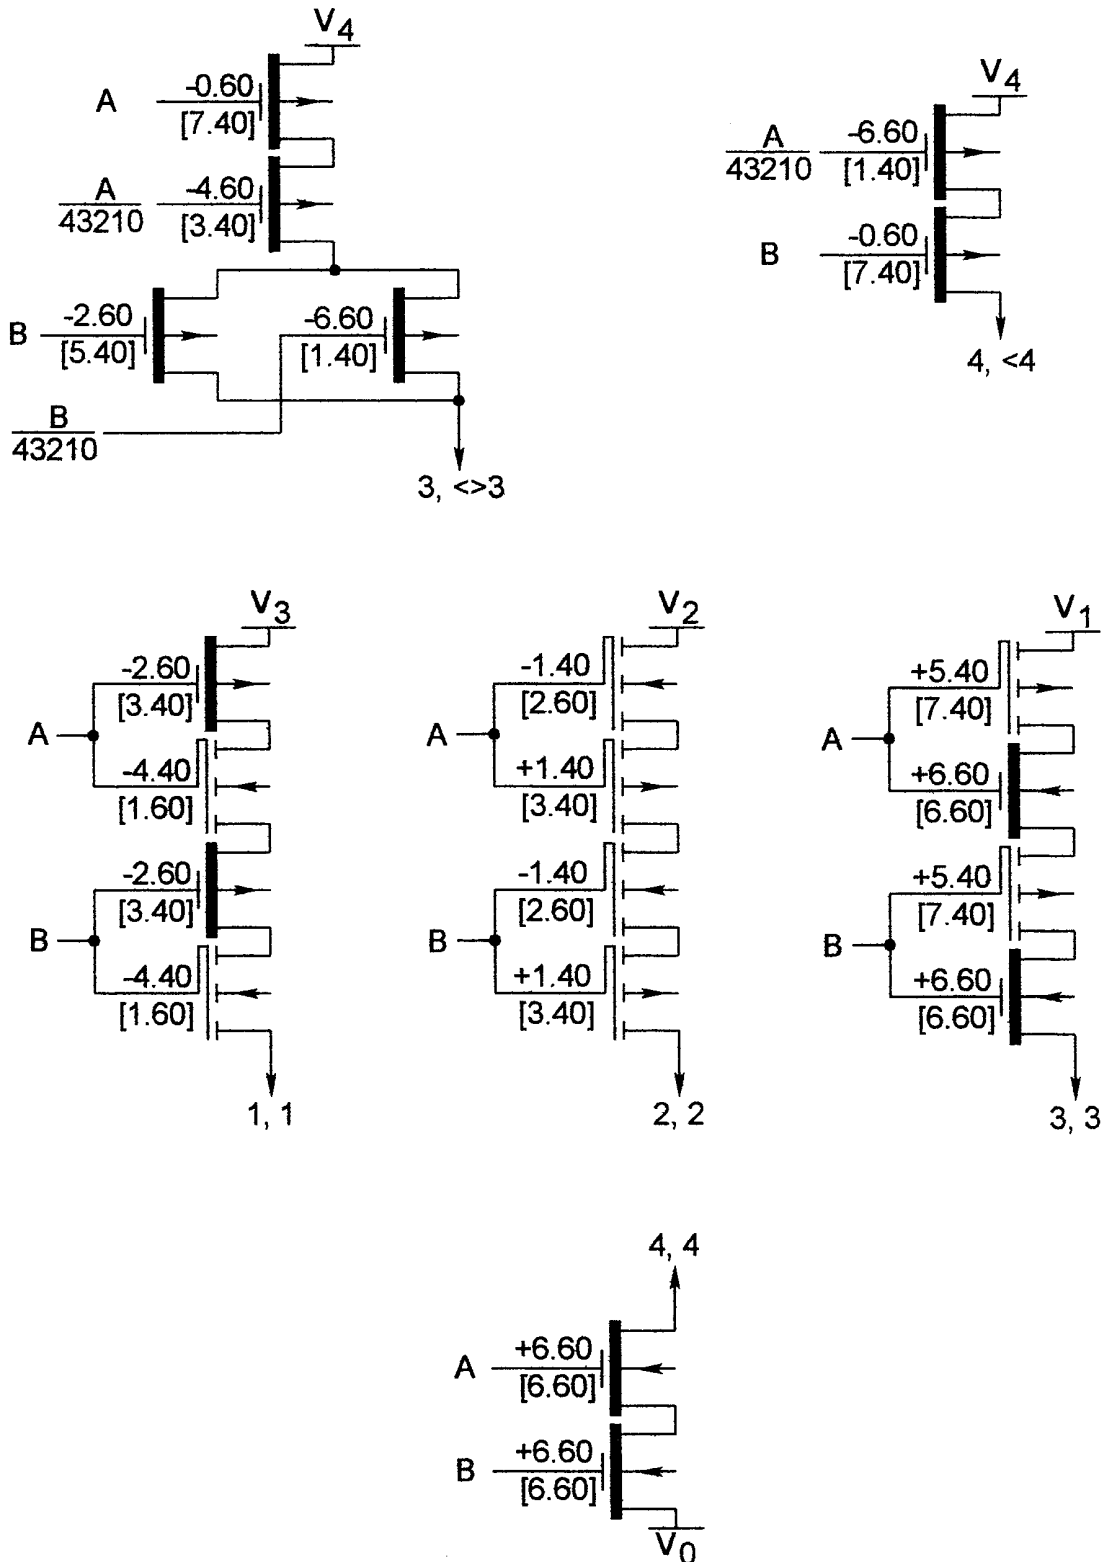 V4
A
-0.60
[7.40]
A
43210
-4.60
[3.40]
B
-2.60
[5.40]
-6.60
[1.40]
B
43210
3, <>3
V4
A
43210
-6.60
[1.40]
B
-0.60
[7.40]
4, <4
V3
A
-2.60
[3.40]
-4.40
[1.60]
B
-2.60
[3.40]
-4.40
[1.60]
1, 1
V2
A
-1.40
[2.60]
+1.40
[3.40]
B
-1.40
[2.60]
+1.40
[3.40]
2, 2
V1
A
+5.40
[7.40]
+6.60
[6.60]
B
+5.40
[7.40]
+6.60
[6.60]
3, 3
4, 4
A
+6.60
[6.60]
B
+6.60
[6.60]
V0